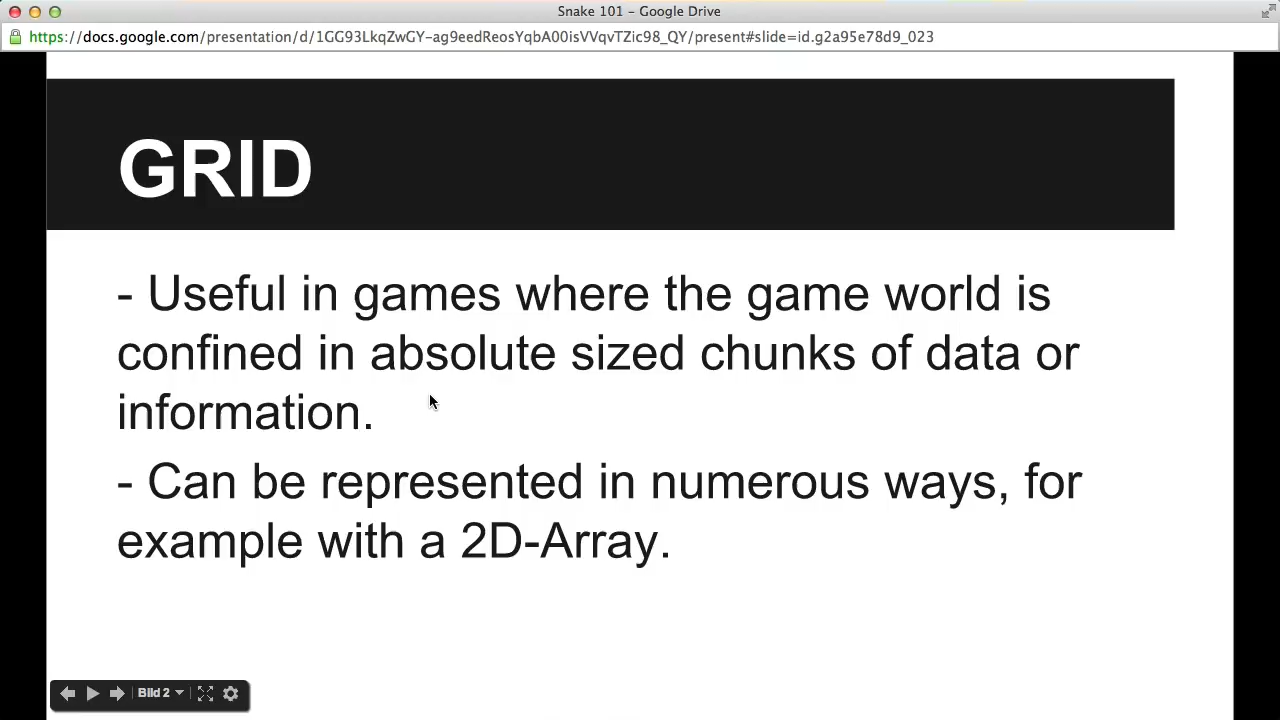 Snake 101 – Google Drive
https://docs.google.com/presentation/d/1GG93LkqZwGY-ag9eedReosYqbA00isVVqvTZic98_QY/present#slide=id.g2a95e78d9_023
GRID
- Useful in games where the game world is
confined in absolute sized chunks of data or
information.
- Can be represented in numerous ways, for
example with a 2D-Array.
Bild 2